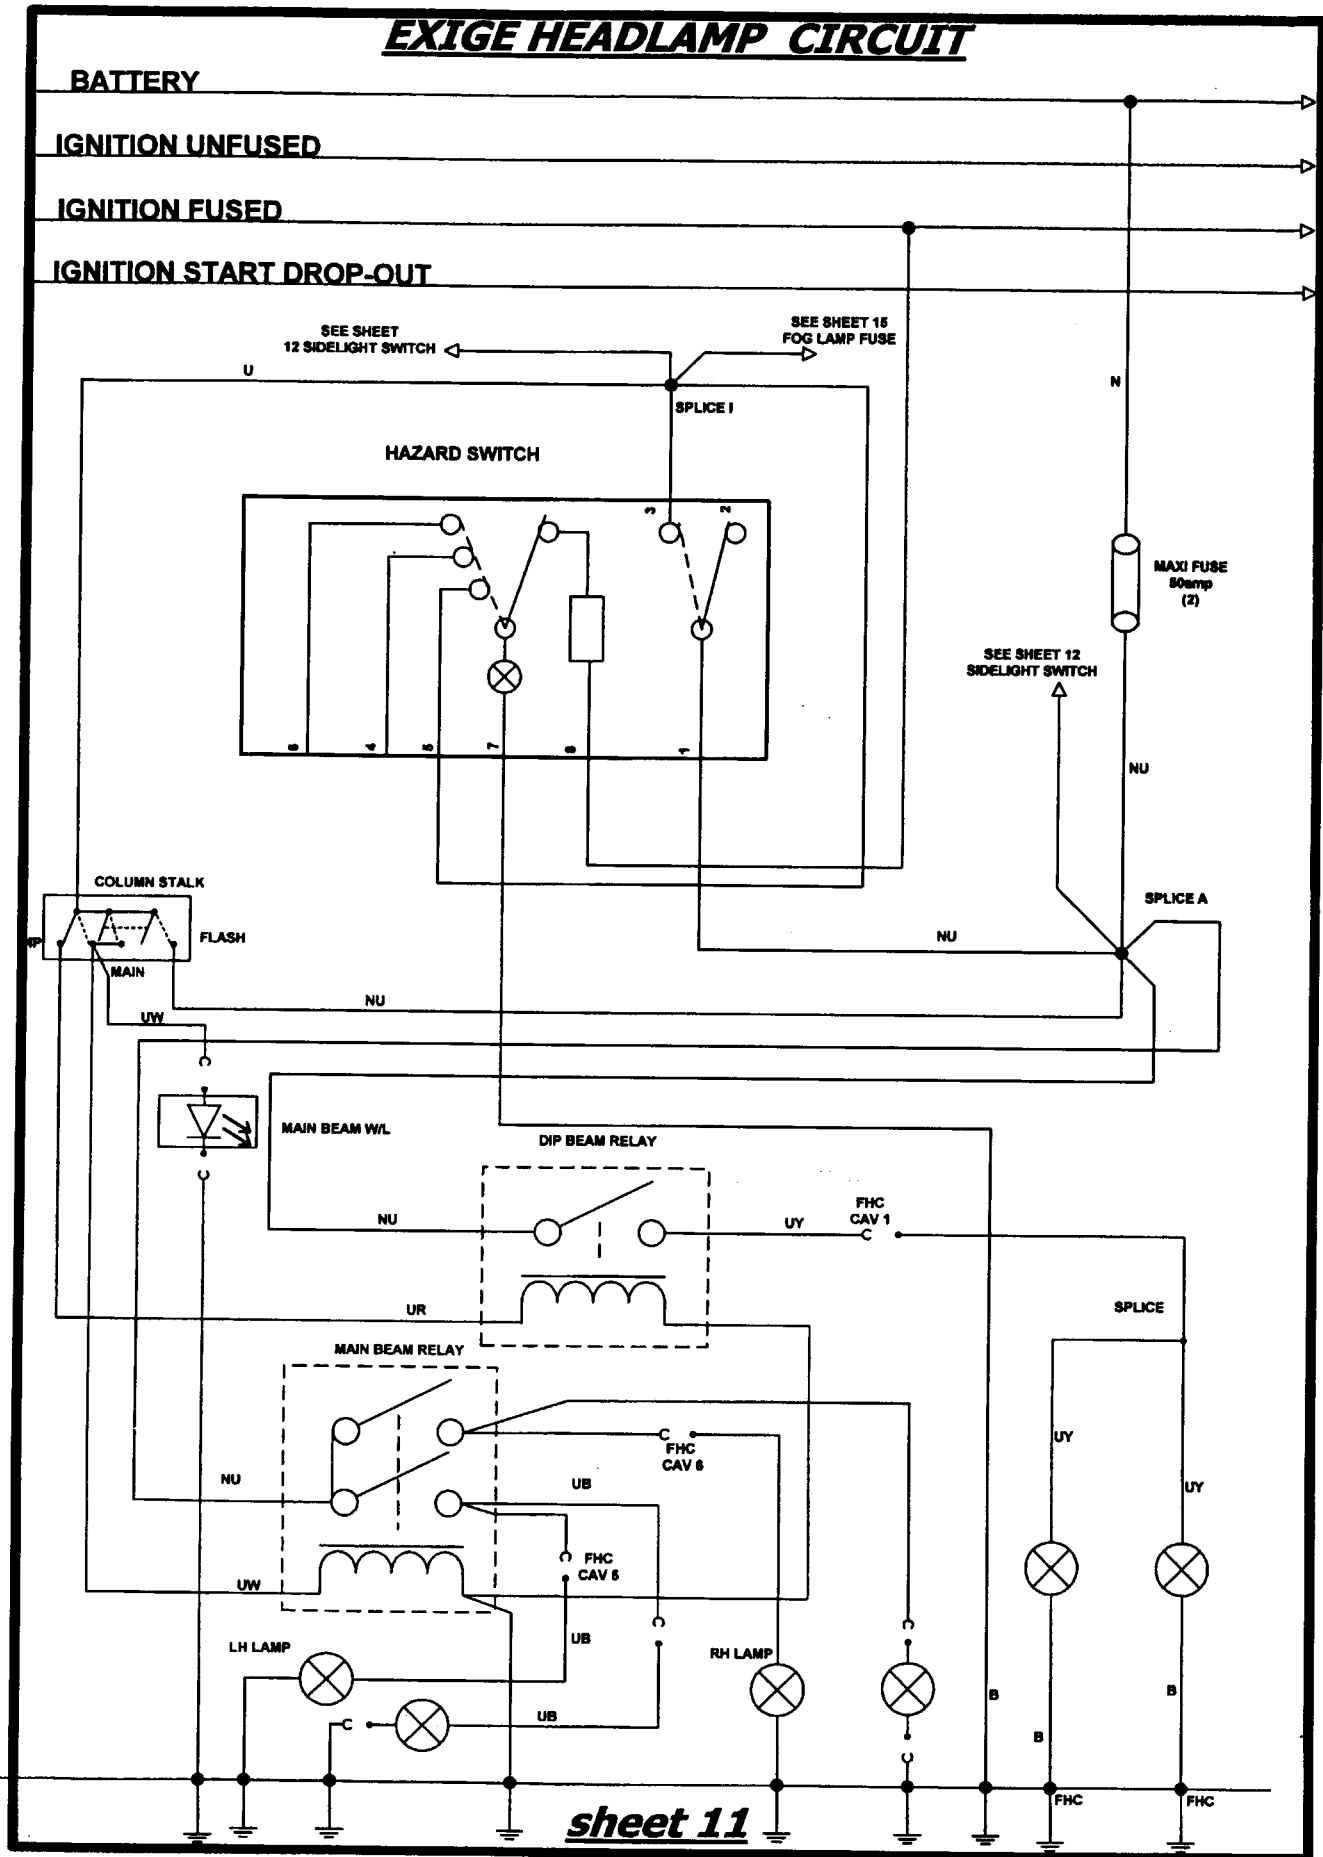 EXIGE HEADLAMP CIRCUIT
BATTERY
IGNITION UNFUSED
IGNITION FUSED
IGNITION START DROP-OUT
SEE SHEET
12 SIDELIGHT SWITCH
SEE SHEET 15
FOG LAMP FUSE
U
N
SPLICE I
HAZARD SWITCH
3
2
MAXI FUSE
50amp
(2)
SEE SHEET 12
SIDELIGHT SWITCH
4
5
7
1
NU
COLUMN STALK
SPLICE A
FLASH
NU
MAIN
NU
UW
MAIN BEAM W/L
DIP BEAM RELAY
FHC
CAV 1
NU
UY
UR
SPLICE
MAIN BEAM RELAY
UY
FHC
CAV 6
NU
UB
UY
FHC
CAV 5
UW
UB
LH LAMP
RH LAMP
B
B
UB
B
FHC
FHC
sheet 11